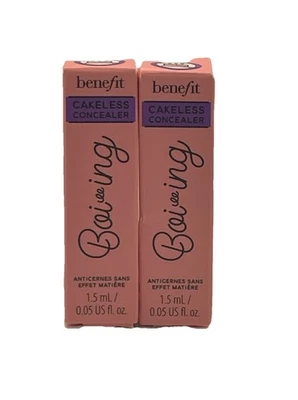 benefit
CAKELESS
CONCEALER
Boi-ing
ANTICERNES SANS
EFFET MATIÈRE
1.5 mL /
0.05 US fl. oz.
benefit
CAKELESS
CONCEALER
Boi-ing
ANTICERNES SANS
EFFET MATIÈRE
1.5 mL /
0.05 US fl. oz.